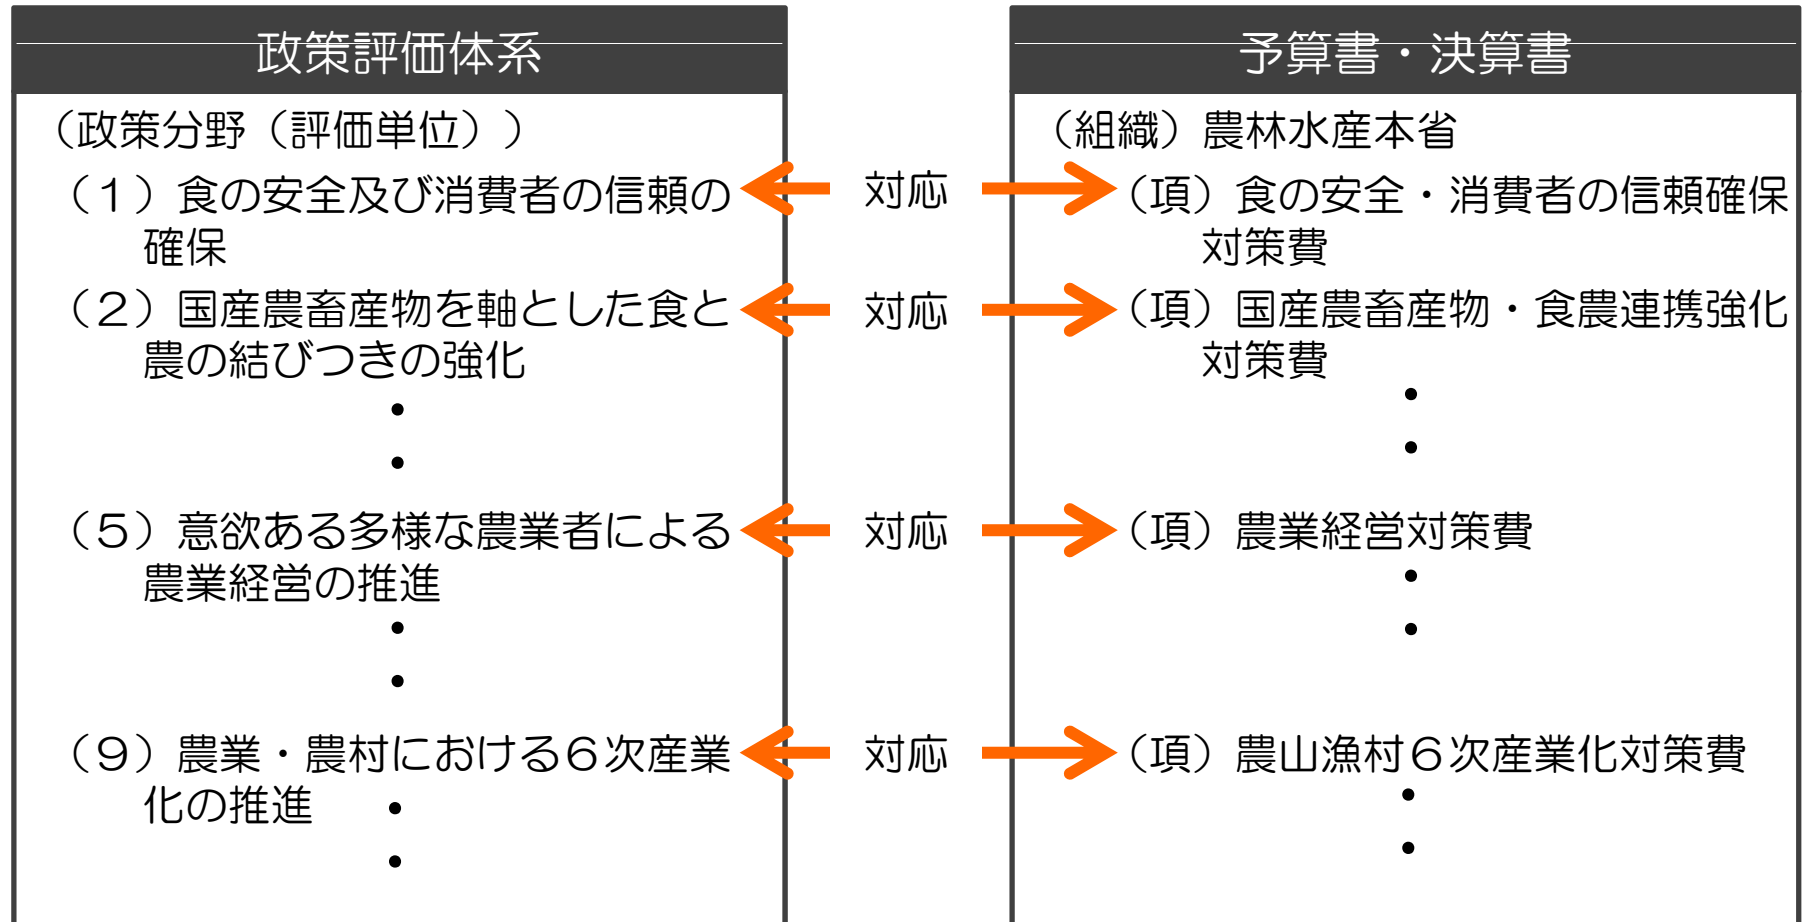 政策評価体系
（政策分野（評価単位））
（１）食の安全及び消費者の信頼の
確保
（２）国産農畜産物を軸とした食と
農の結びつきの強化
・
・
（５）意欲ある多様な農業者による
農業経営の推進
・
・
（９）農業・農村における６次産業
化の推進　・
・
対応
対応
対応
対応
予算書・決算書
（組織）農林水産本省
（項）食の安全・消費者の信頼確保
対策費
（項）国産農畜産物・食農連携強化
対策費
・
・
（項）農業経営対策費
・
・
（項）農山漁村６次産業化対策費
・
・